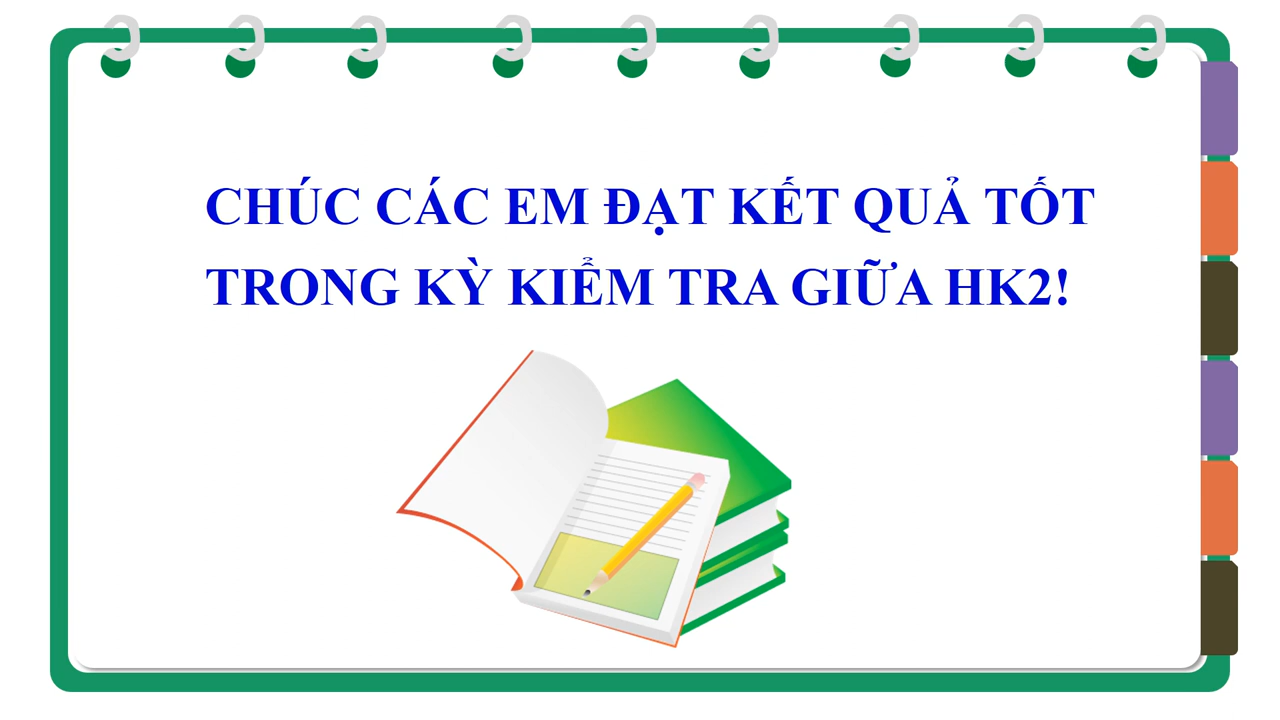 CHÚC CÁC EM ĐẠT KẾT QUẢ TỐT
TRONG KỲ KIỂM TRA GIỮA HK2!